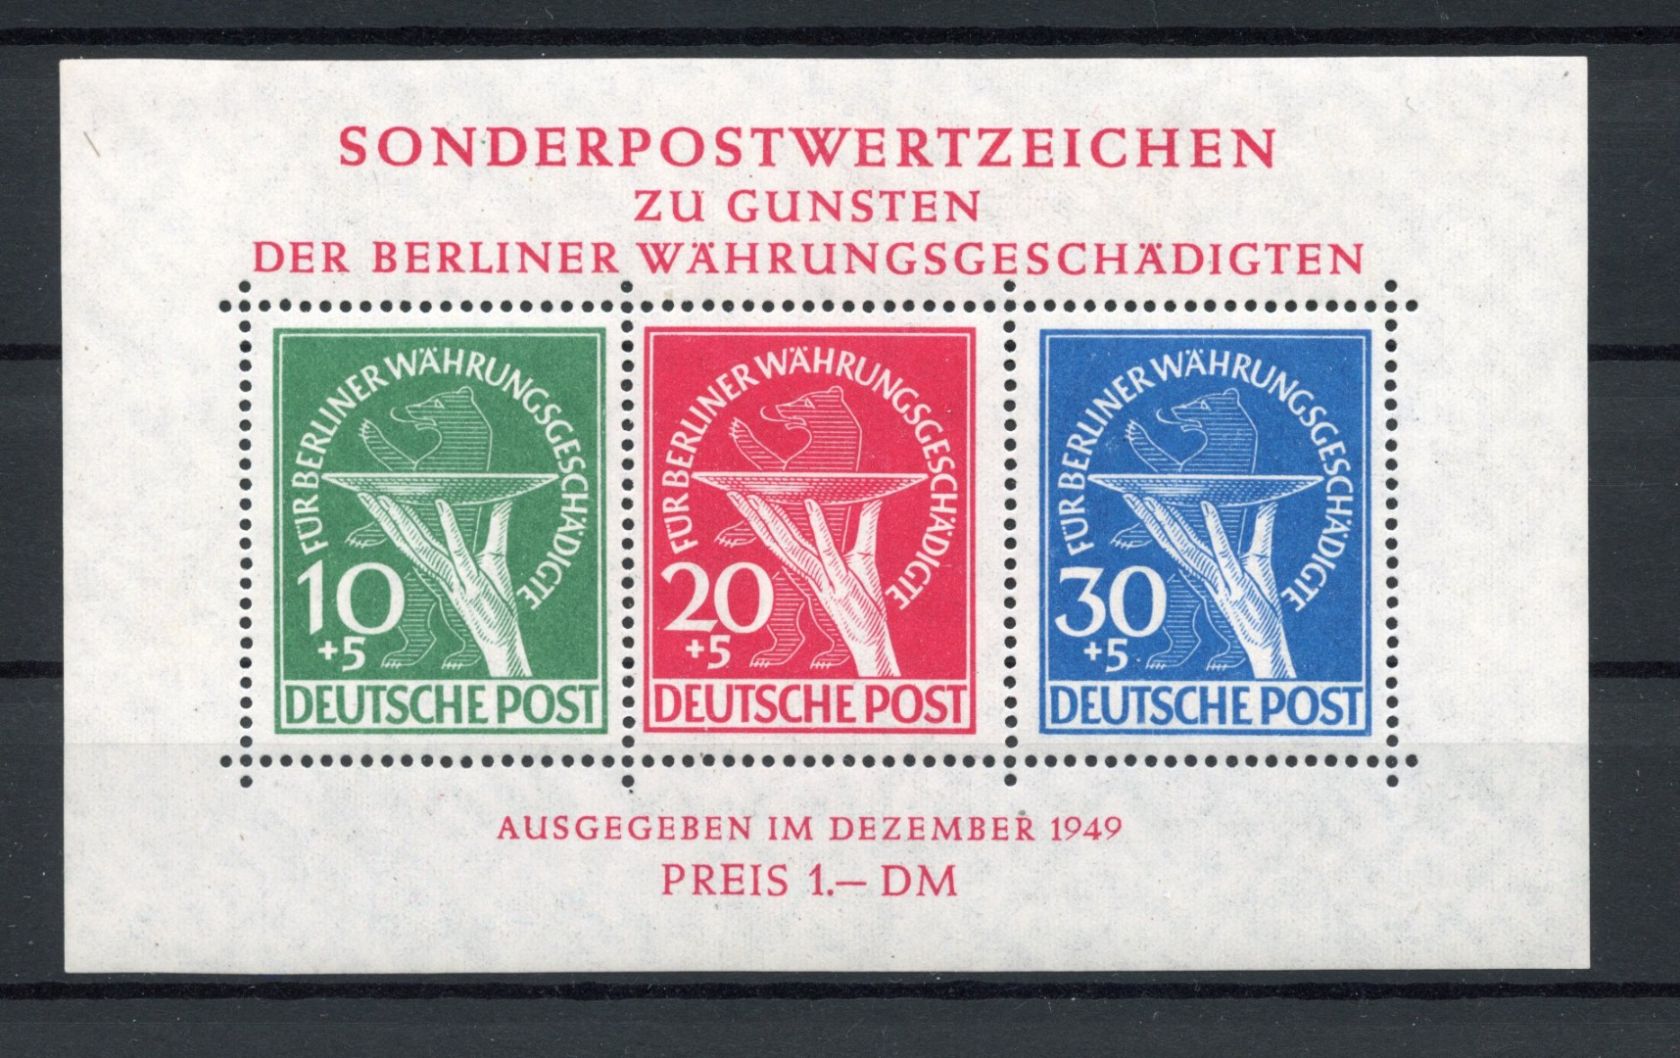 SONDERPOSTWERTZEICHEN
ZU GUNSTEN
DER BERLINER WÄHRUNGSGESCHÄDIGTEN
FÜR BERLINER WÄHRUNGSGESCHÄDIGTE
10
+5
DEUTSCHE POST
FÜR BERLINER WÄHRUNGSGESCHÄDIGTE
20
+5
DEUTSCHE POST
FÜR BERLINER WÄHRUNGSGESCHÄDIGTE
30
+5
DEUTSCHE POST
AUSGEGEBEN IM DEZEMBER 1949
PREIS 1.— DM